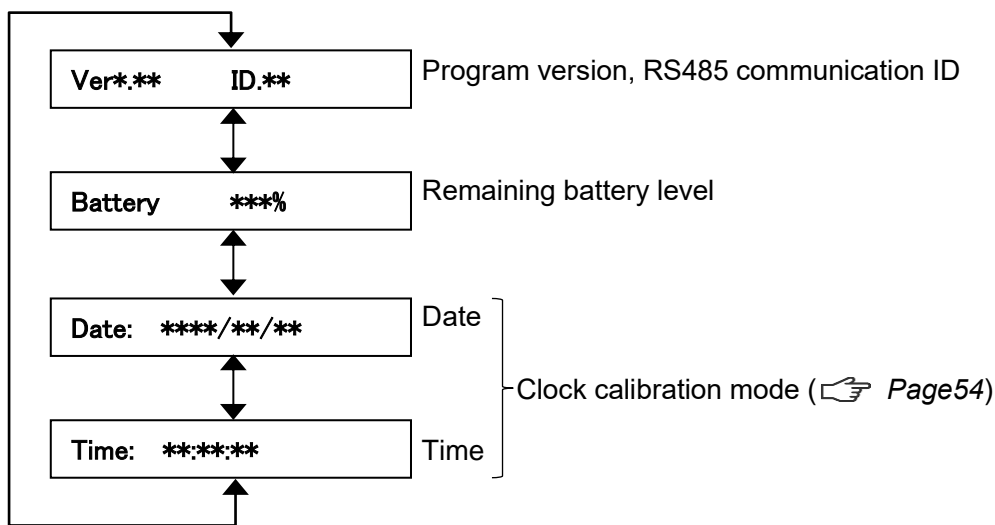 Ver*.** ID.** Program version, RS485 communication ID
Battery ***% Remaining battery level
Date: ****/**/** Date
Clock calibration mode (☞ Page54)
Time: **:**:** Time